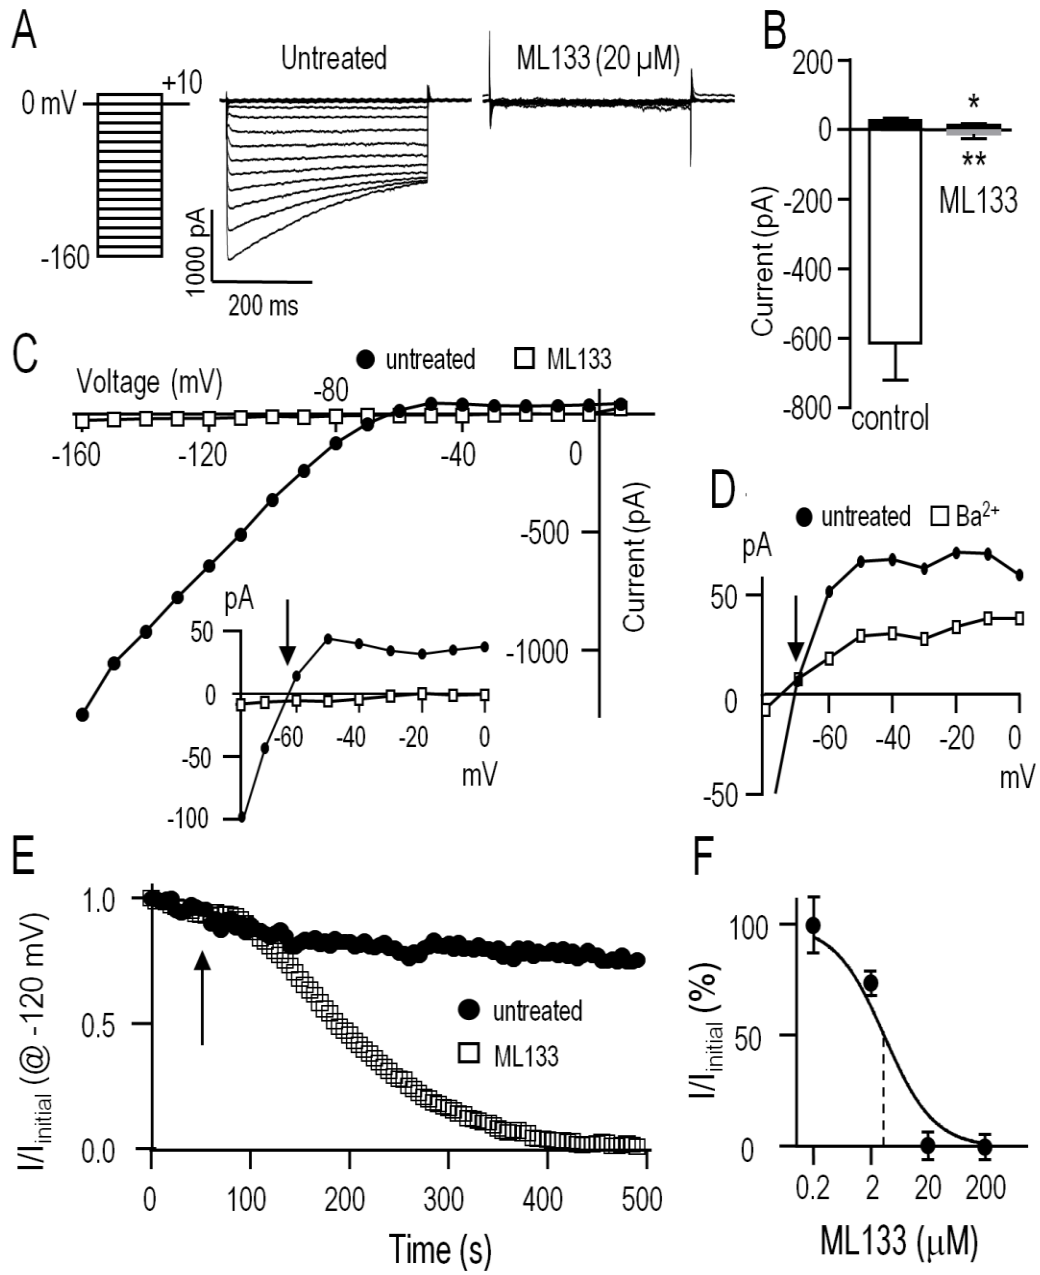 A
B
Untreated
ML133 (20 µM)
+10
0 mV
-160
1000 pA
200 ms
200
0
-200
-400
-600
-800
Current (pA)
*
**
ML133
control
C
untreated
ML133
Voltage (mV)
-80
-160
-120
-40
0
-500
-1000
Current (pA)
pA
50
0
-50
-100
-60
-40
-20
0
mV
D
untreated
Ba²⁺
pA
50
0
-50
-60
-40
-20
0
mV
E
1.0
0.5
0.0
I/Iinitial (@ -120 mV)
untreated
ML133
0
100
200
300
400
500
Time (s)
F
100
50
0
I/Iinitial (%)
0.2
2
20
200
ML133 (µM)